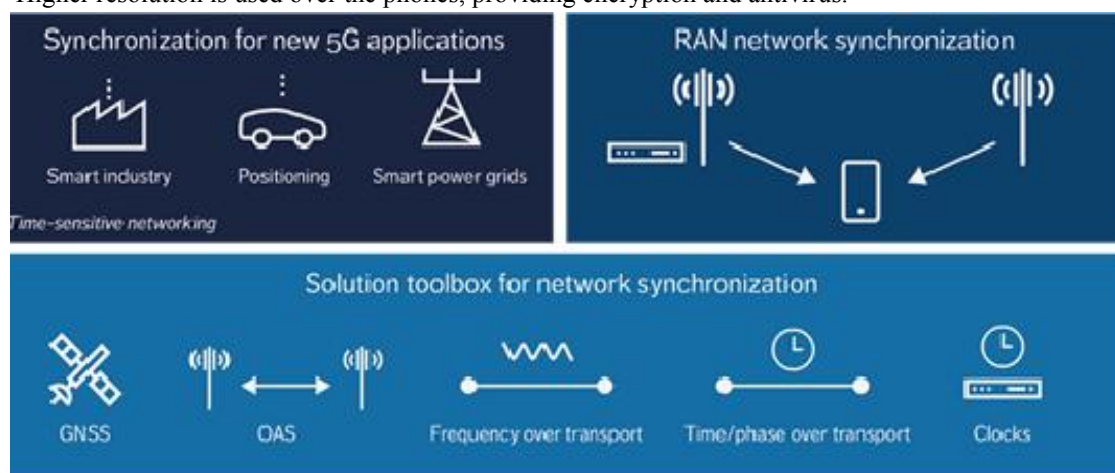 Higher resolution is used over the phones, providing encryption and antivirus.
Synchronization for new 5G applications
Smart industry
Positioning
Smart power grids
Time-sensitive networking
RAN network synchronization
Solution toolbox for network synchronization
GNSS
OAS
Frequency over transport
Time/phase over transport
Clocks